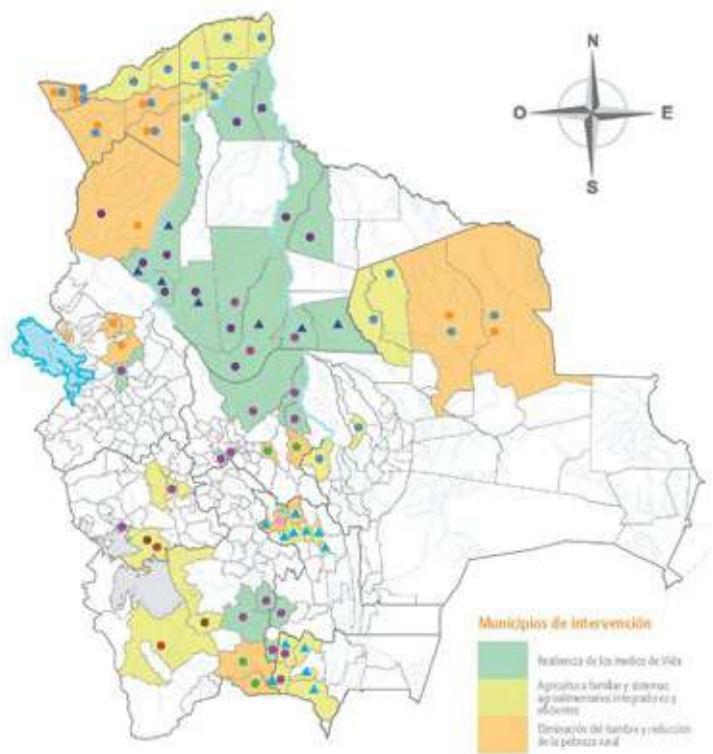 N
O
E
S
Municipios de intervención
Resiliencia de los medios de Vida
Agricultura familiar y sistemas
agroalimentarios integradores y
eficientes
Eliminación del hambre y reducción
de la pobreza rural